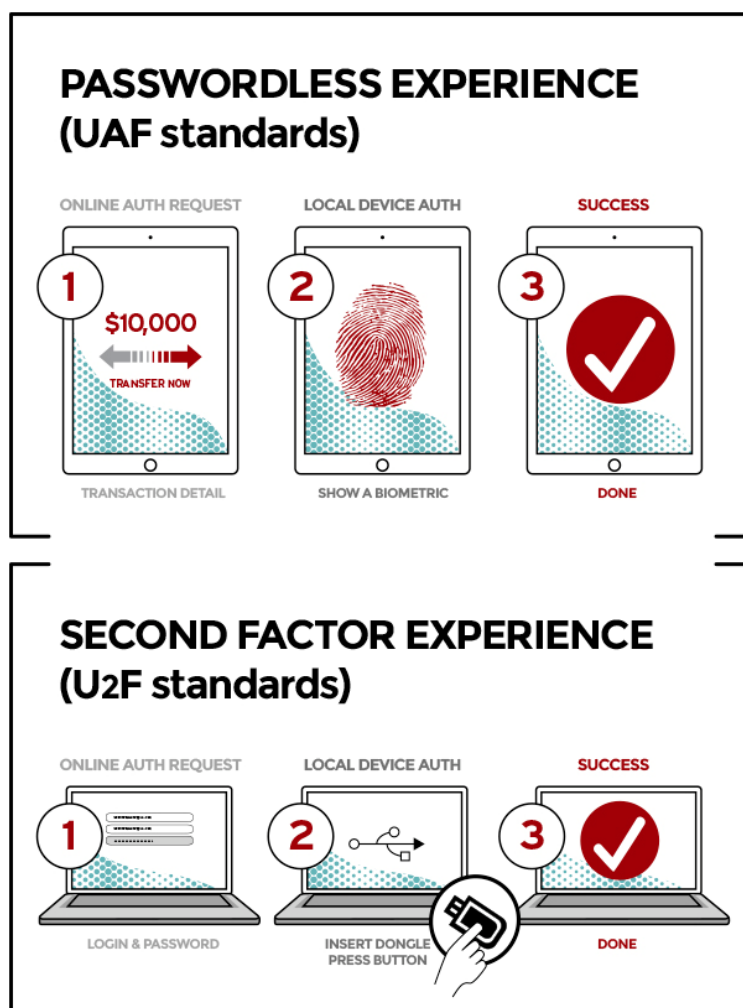 PASSWORDLESS EXPERIENCE
(UAF standards)
ONLINE AUTH REQUEST
LOCAL DEVICE AUTH
SUCCESS
1
2
3
$10,000
TRANSFER NOW
TRANSACTION DETAIL
SHOW A BIOMETRIC
DONE
SECOND FACTOR EXPERIENCE
(U2F standards)
ONLINE AUTH REQUEST
LOCAL DEVICE AUTH
SUCCESS
1
2
3
LOGIN & PASSWORD
INSERT DONGLE
PRESS BUTTON
DONE